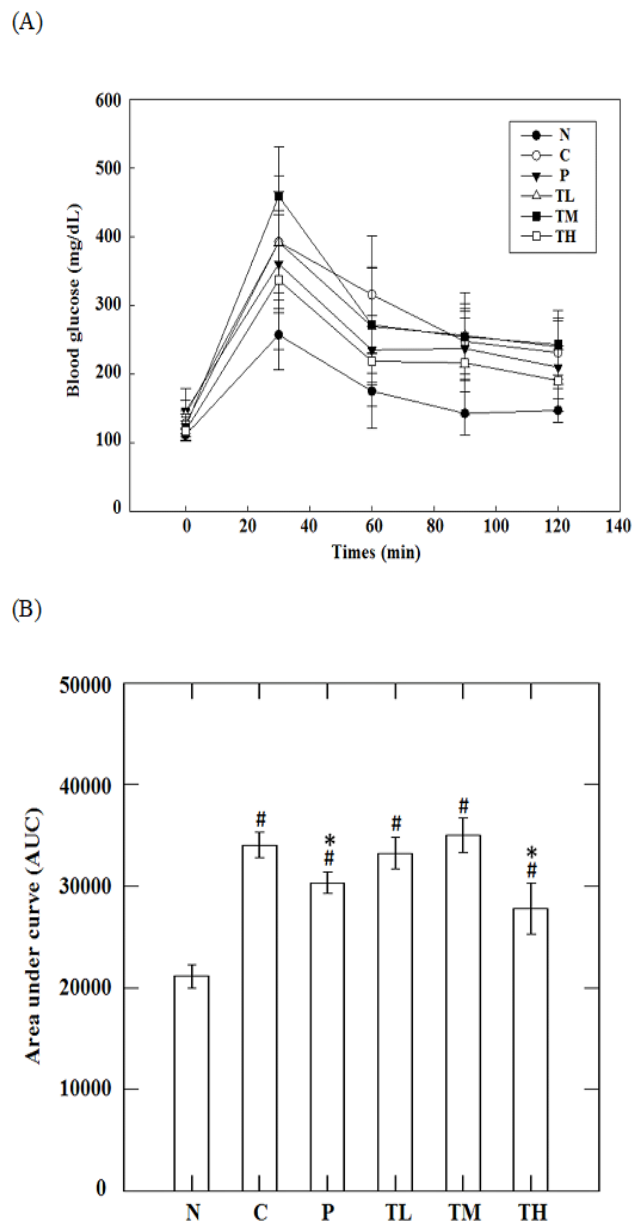 (A)
600
500
400
300
200
100
0
Blood glucose (mg/dL)
N
C
P
TL
TM
TH
0 20 40 60 80 100 120 140
Times (min)
(B)
50000
40000
30000
20000
10000
0
Area under curve (AUC)
# * # # # * #
N C P TL TM TH